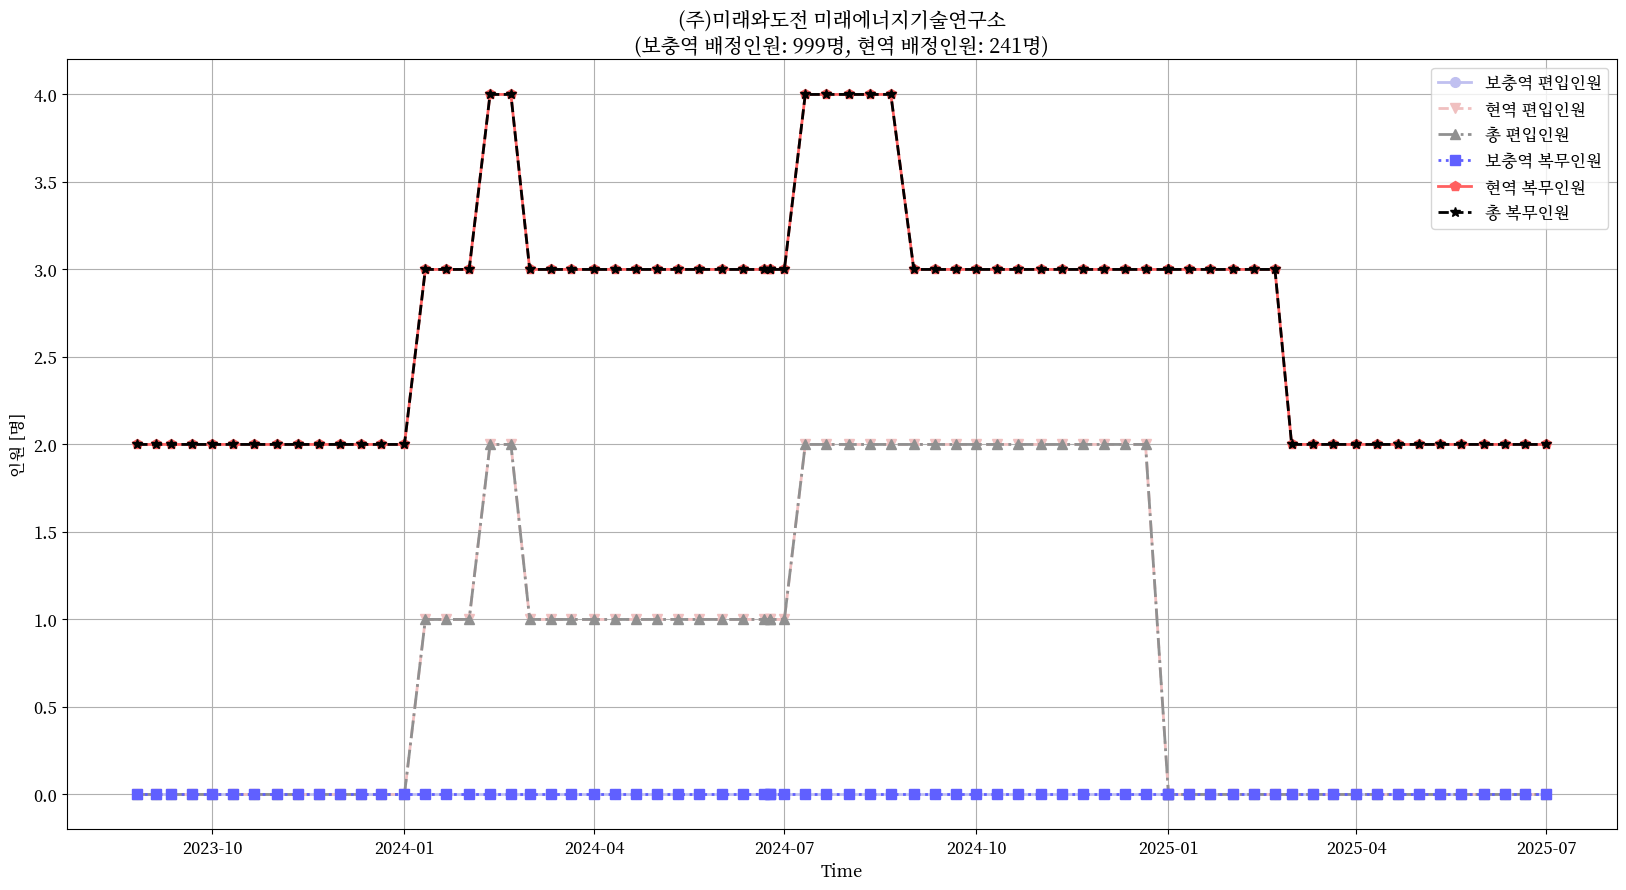 (주)미래와도전 미래에너지기술연구소
(보충역 배정인원: 999명, 현역 배정인원: 241명)
보충역 편입인원
현역 편입인원
총 편입인원
보충역 복무인원
현역 복무인원
총 복무인원
인원 [명]
4.0
3.5
3.0
2.5
2.0
1.5
1.0
0.5
0.0
2023-10
2024-01
2024-04
2024-07
2024-10
2025-01
2025-04
2025-07
Time